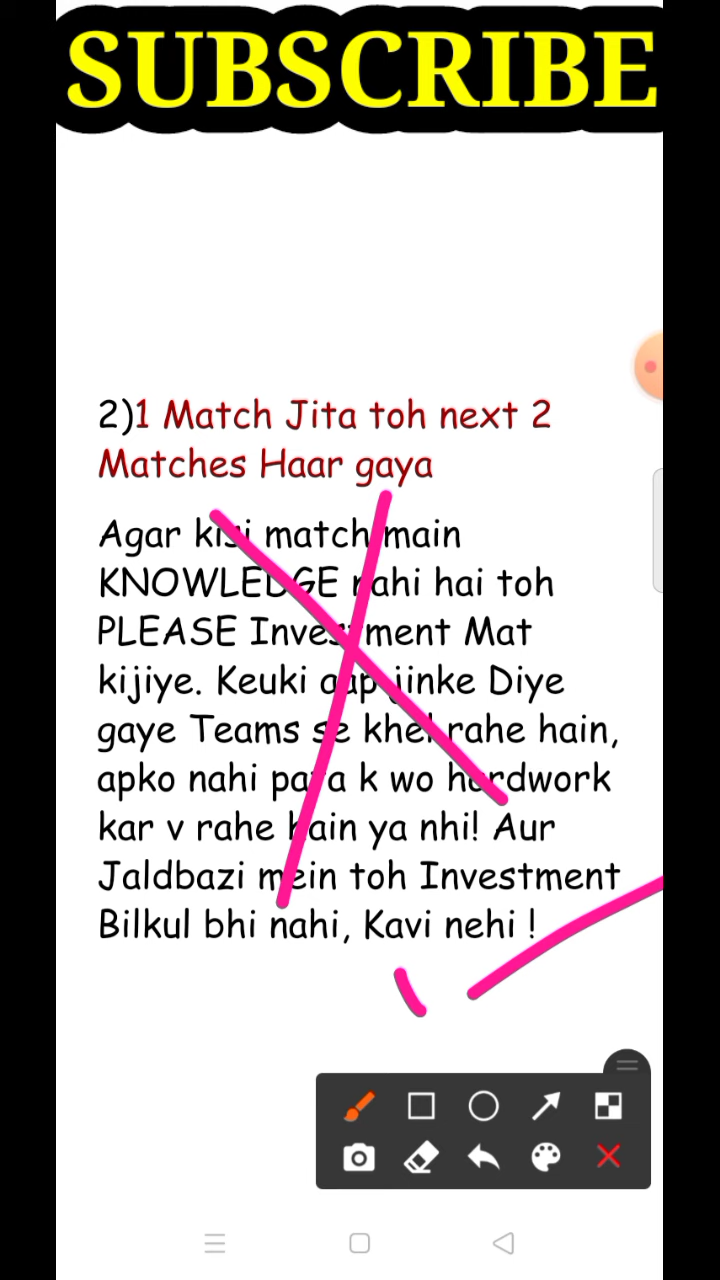 SUBSCRIBE
2)1 Match Jita toh next 2
Matches Haar gaya
Agar kisi match main
KNOWLEDGE nahi hai toh
PLEASE Investment Mat
kijiye. Keuki aap jinke Diye
gaye Teams se khel rahe hain,
apko nahi pata k wo hardwork
kar v rahe hain ya nhi! Aur
Jaldbazi mein toh Investment
Bilkul bhi nahi, Kavi nehi !